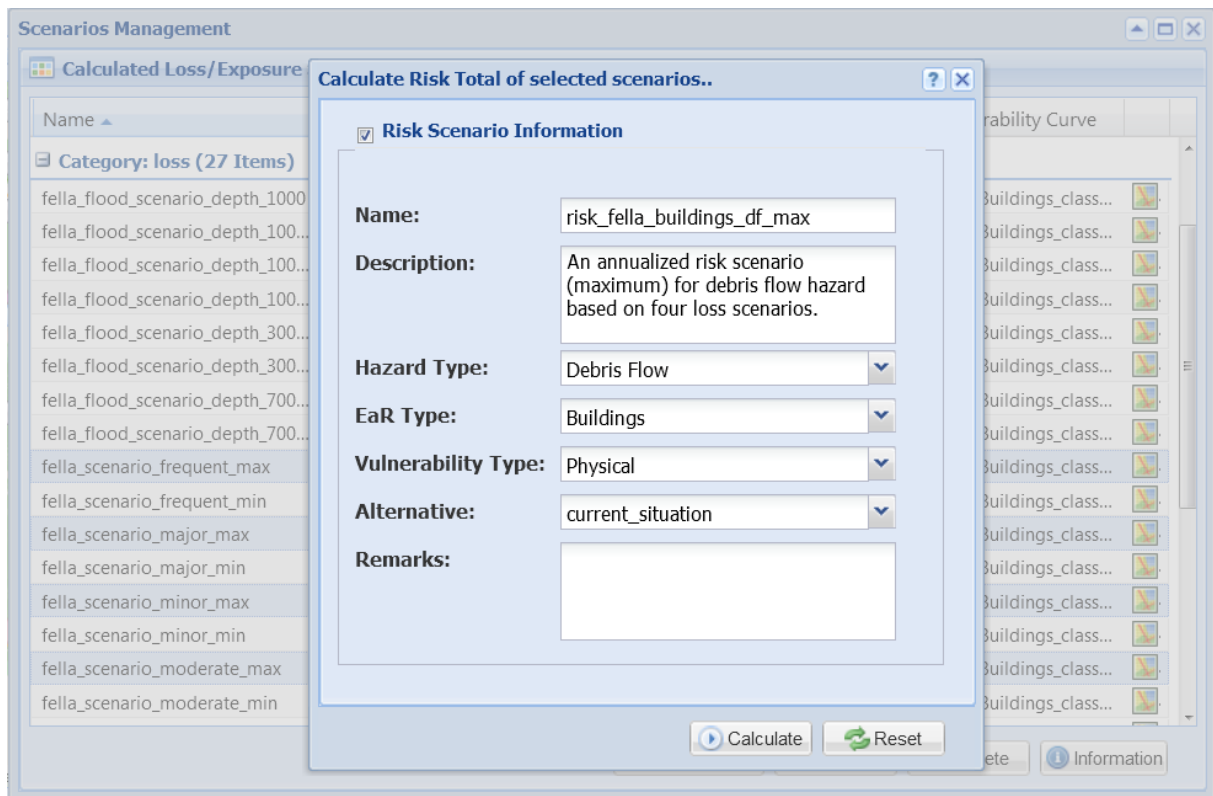 Scenarios Management
Calculated Loss/Exposure
Calculate Risk Total of selected scenarios..
?
Name
rability Curve
Risk Scenario Information
Category: loss (27 Items)
fella_flood_scenario_depth_1000
Buildings_class...
Name:
risk_fella_buildings_df_max
fella_flood_scenario_depth_100...
Buildings_class...
fella_flood_scenario_depth_100...
Buildings_class...
Description:
An annualized risk scenario
(maximum) for debris flow hazard
based on four loss scenarios.
fella_flood_scenario_depth_100...
Buildings_class...
fella_flood_scenario_depth_300...
Buildings_class...
fella_flood_scenario_depth_300...
Buildings_class...
Hazard Type:
Debris Flow
fella_flood_scenario_depth_700...
Buildings_class...
EaR Type:
Buildings
fella_flood_scenario_depth_700...
Buildings_class...
fella_scenario_frequent_max
Buildings_class...
Vulnerability Type:
Physical
fella_scenario_frequent_min
Buildings_class...
Alternative:
current_situation
fella_scenario_major_max
Buildings_class...
fella_scenario_major_min
Buildings_class...
Remarks:
fella_scenario_minor_max
Buildings_class...
fella_scenario_minor_min
Buildings_class...
fella_scenario_moderate_max
Buildings_class...
fella_scenario_moderate_min
Buildings_class...
Calculate
Reset
ete
Information